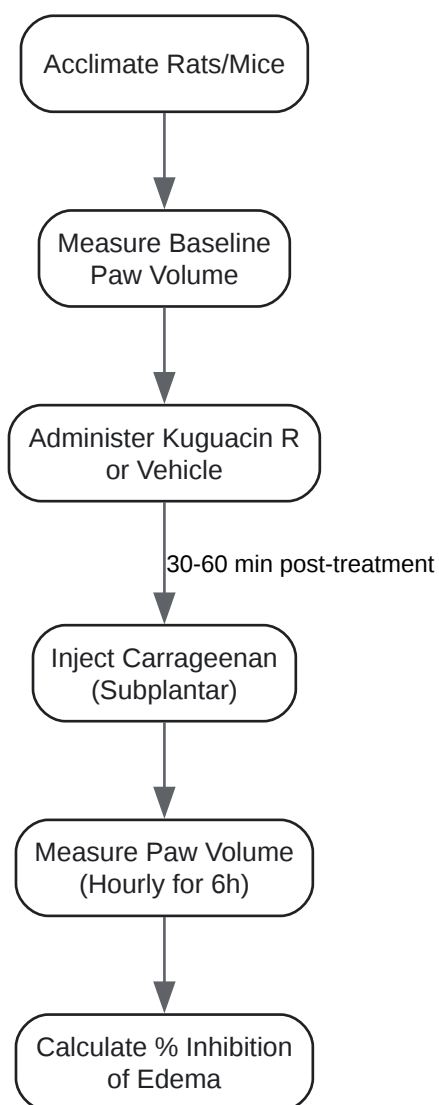 Acclimate Rats/Mice
Measure Baseline
Paw Volume
Administer Kuguacin R
or Vehicle
30-60 min post-treatment
Inject Carrageenan
(Subplantar)
Measure Paw Volume
(Hourly for 6h)
Calculate % Inhibition
of Edema